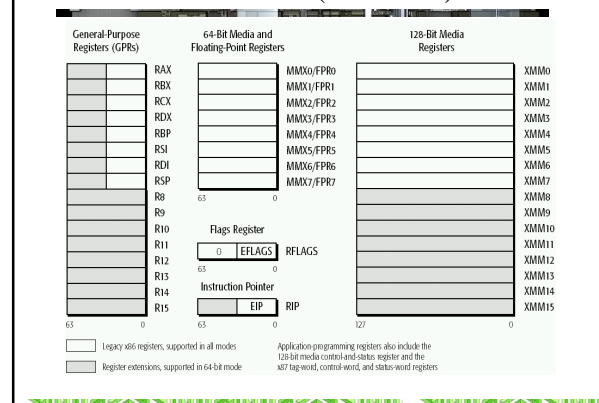 General-Purpose
Registers (GPRs)
64-Bit Media and
Floating-Point Registers
128-Bit Media
Registers
RAX
RBX
RCX
RDX
RBP
RSI
RDI
RSP
R8
R9
R10
R11
R12
R13
R14
R15
63 0
MMX0/FPR0
MMX1/FPR1
MMX2/FPR2
MMX3/FPR3
MMX4/FPR4
MMX5/FPR5
MMX6/FPR6
MMX7/FPR7
63 0
Flags Register
0 EFLAGS RFLAGS
63 0
Instruction Pointer
EIP RIP
63 0
XMM0
XMM1
XMM2
XMM3
XMM4
XMM5
XMM6
XMM7
XMM8
XMM9
XMM10
XMM11
XMM12
XMM13
XMM14
XMM15
127 0
Legacy x86 registers, supported in all modes
Register extensions, supported in 64-bit mode
Application-programming registers also include the
128-bit media control-and-status register and the
x87 tag-word, control-word, and status-word registers